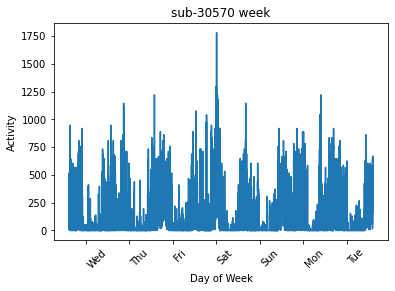 sub-30570 week
1750
1500
1250
1000
750
500
250
0
Activity
Wed
Thu
Fri
Sat
Sun
Mon
Tue
Day of Week